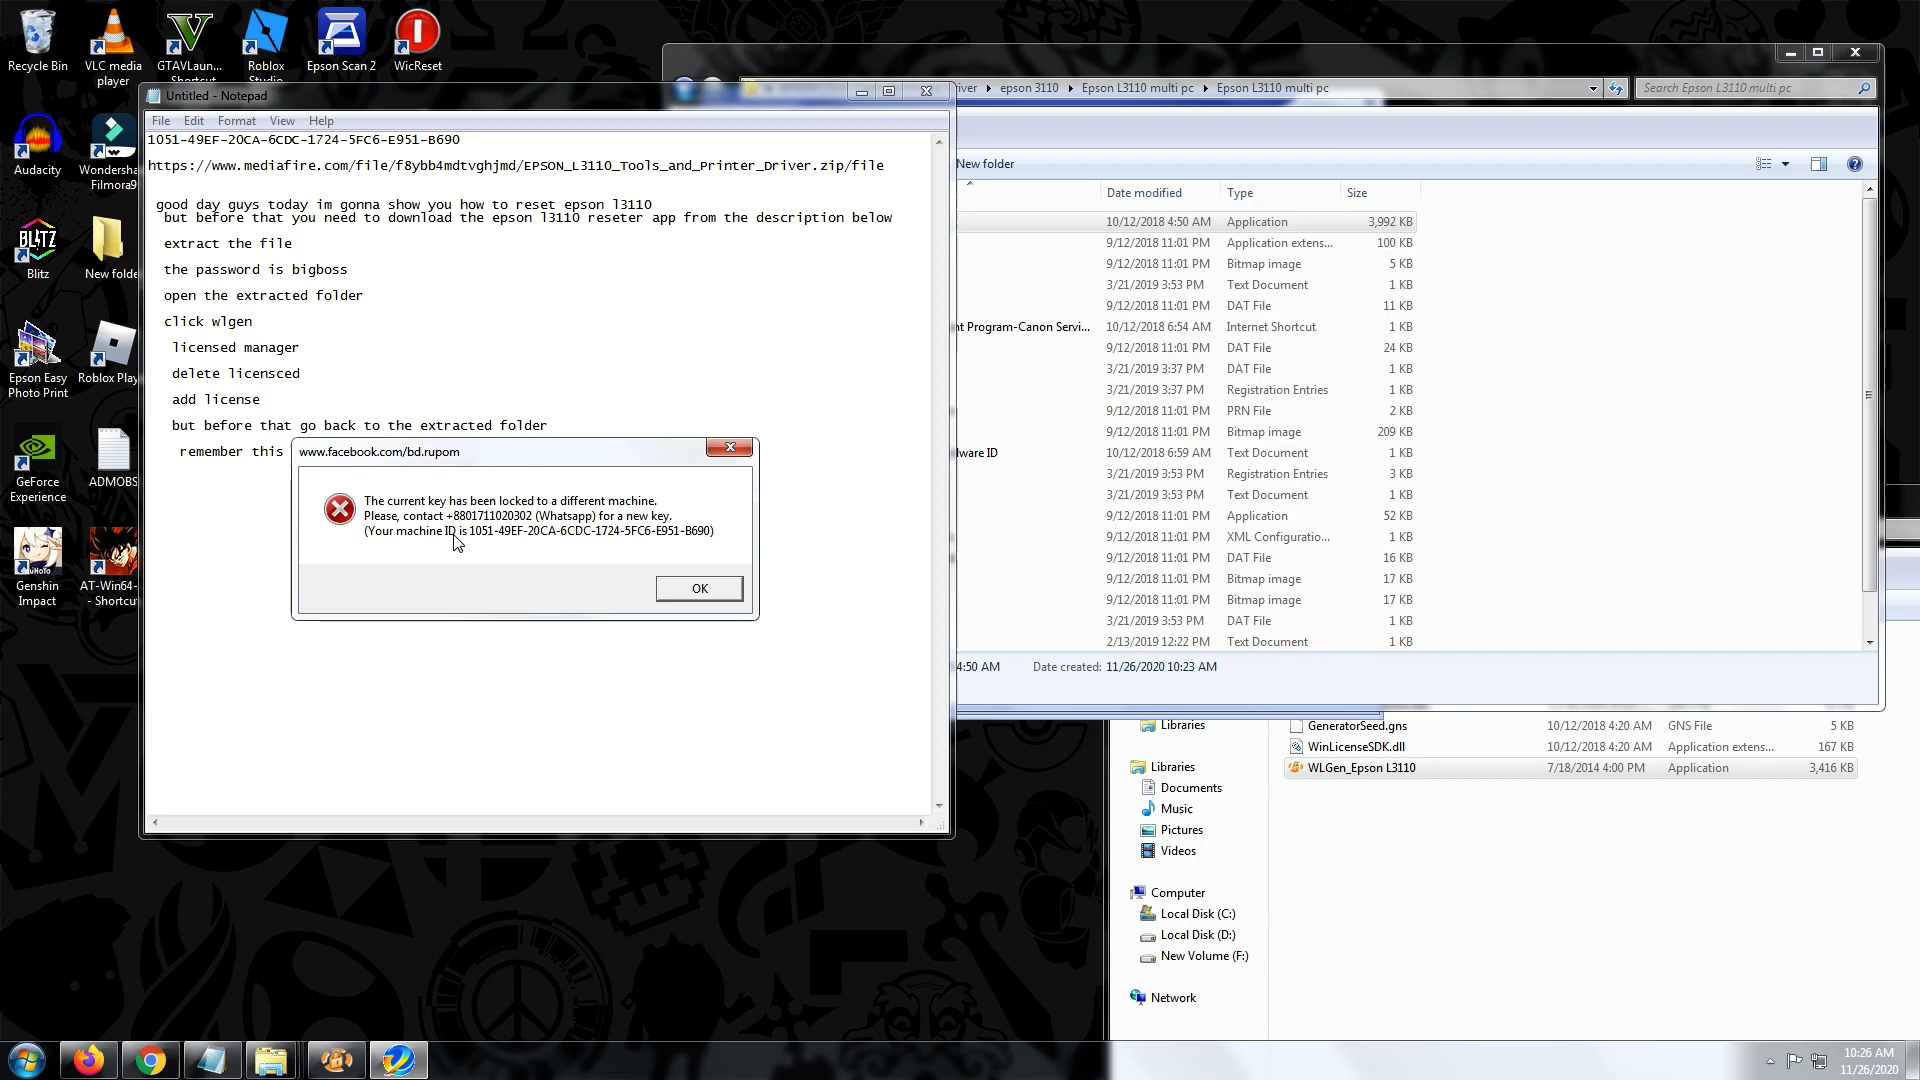 Recycle Bin
VLC media player
GTAVLaun...
Shortcut
Roblox Studio
Epson Scan 2
WicReset
Audacity
Wondersha
Filmora9
Blitz
New folde
Epson Easy
Photo Print
Roblox Play
GeForce
Experience
ADMOBS
Genshin
Impact
AT-Win64-
- Shortcut
Untitled - Notepad
File Edit Format View Help
1051-49EF-20CA-6CDC-1724-5FC6-E951-B690
https://www.mediafire.com/file/f8ybb4mdtvghjmd/EPSON_L3110_Tools_and_Printer_Driver.zip/file
good day guys today im gonna show you how to reset epson l3110
but before that you need to download the epson l3110 reseter app from the description below
extract the file
the password is bigboss
open the extracted folder
click wlgen
licensed manager
delete licensced
add license
but before that go back to the extracted folder
remember this
www.facebook.com/bd.rupom
The current key has been locked to a different machine.
Please, contact +8801711020302 (Whatsapp) for a new key.
(Your machine ID is 1051-49EF-20CA-6CDC-1724-5FC6-E951-B690)
OK
iver epson 3110 Epson L3110 multi pc Epson L3110 multi pc
Search Epson L3110 multi pc
New folder
Date modified Type Size
10/12/2018 4:50 AM Application 3,992 KB
9/12/2018 11:01 PM Application extens... 100 KB
9/12/2018 11:01 PM Bitmap image 5 KB
3/21/2019 3:53 PM Text Document 1 KB
9/12/2018 11:01 PM DAT File 11 KB
nt Program-Canon Servi... 10/12/2018 6:54 AM Internet Shortcut 1 KB
9/12/2018 11:01 PM DAT File 24 KB
3/21/2019 3:37 PM DAT File 1 KB
3/21/2019 3:37 PM Registration Entries 1 KB
9/12/2018 11:01 PM PRN File 2 KB
9/12/2018 11:01 PM Bitmap image 209 KB
dware ID 10/12/2018 6:59 AM Text Document 1 KB
3/21/2019 3:53 PM Registration Entries 3 KB
3/21/2019 3:53 PM Text Document 1 KB
9/12/2018 11:01 PM Application 52 KB
9/12/2018 11:01 PM XML Configuratio... 1 KB
9/12/2018 11:01 PM DAT File 16 KB
9/12/2018 11:01 PM Bitmap image 17 KB
9/12/2018 11:01 PM Bitmap image 17 KB
3/21/2019 3:53 PM DAT File 1 KB
2/13/2019 12:22 PM Text Document 1 KB
4:50 AM Date created: 11/26/2020 10:23 AM
Libraries
Libraries
Documents
Music
Pictures
Videos
Computer
Local Disk (C:)
Local Disk (D:)
New Volume (F:)
Network
GeneratorSeed.gns 10/12/2018 4:20 AM GNS File 5 KB
WinLicenseSDK.dll 10/12/2018 4:20 AM Application extens... 167 KB
WLGen_Epson L3110 7/18/2014 4:00 PM Application 3,416 KB
10:26 AM
11/26/2020